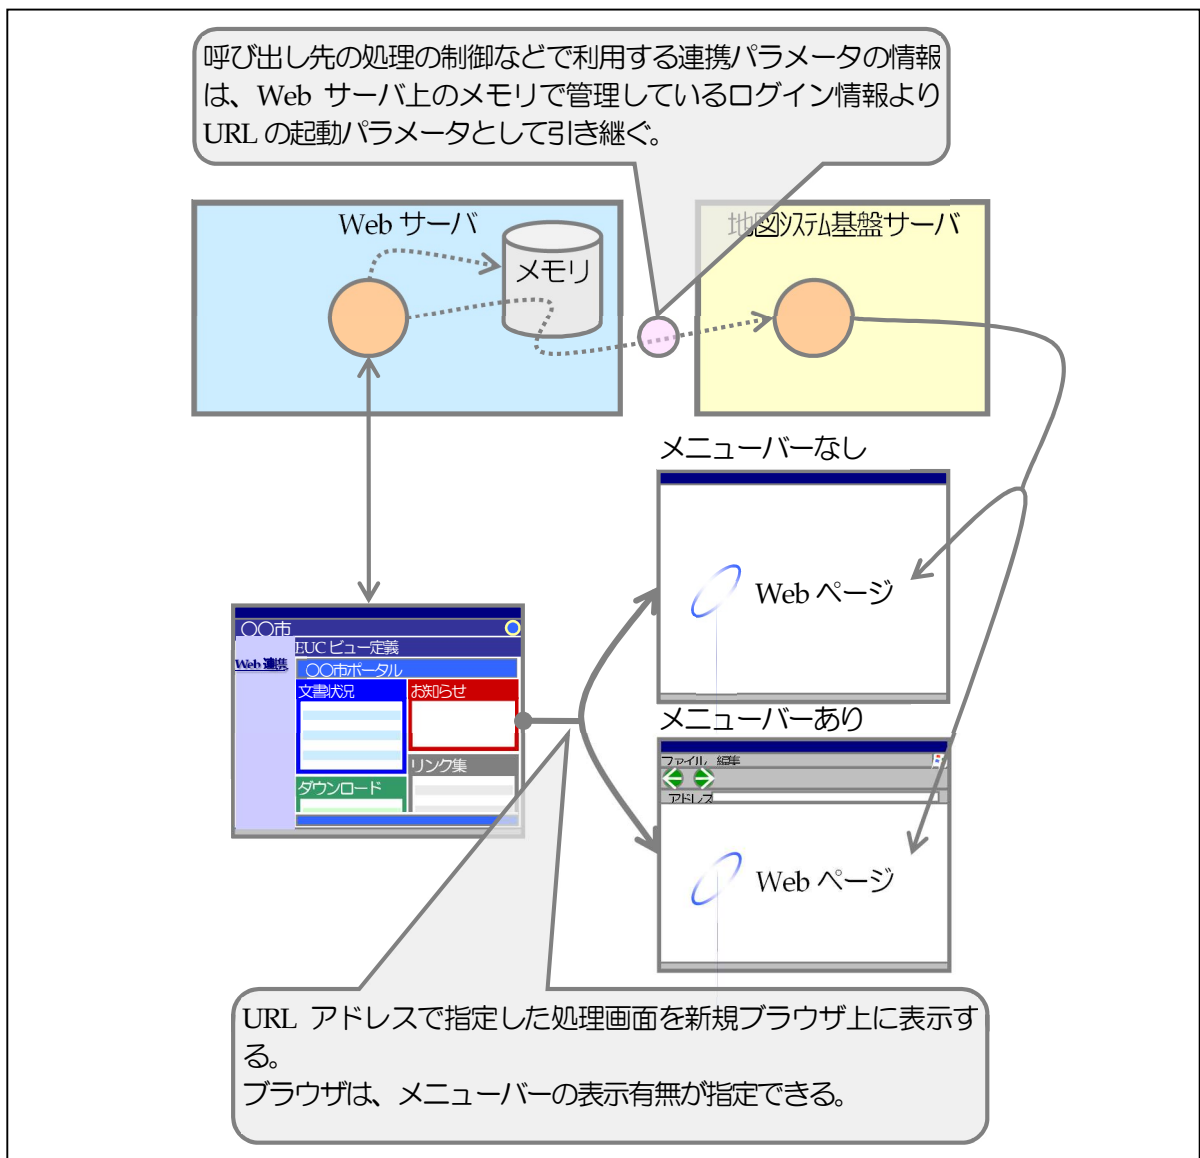 呼び出し先の処理の制御などで利用する連携パラメータの情報
は、Web サーバ上のメモリで管理しているログイン情報より
URL の起動パラメータとして引き継ぐ。
Web サーバ
地図システム基盤サーバ
メモリ
メニューバーなし
Web ページ
〇〇市
EUC ビュー定義
Web 連携
〇〇市ポータル
文書状況
お知らせ
リンク集
ダウンロード
メニューバーあり
ファイル 編集
アドレス
Web ページ
URL アドレスで指定した処理画面を新規ブラウザ上に表示す
る。
ブラウザは、メニューバーの表示有無が指定できる。